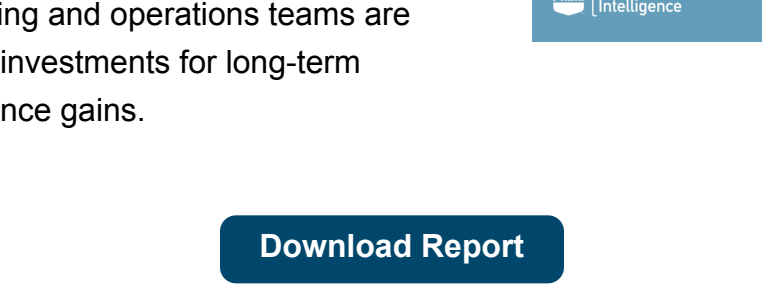 ing and operations teams are
[Intelligence
investments for long-term
nce gains.
Download Report